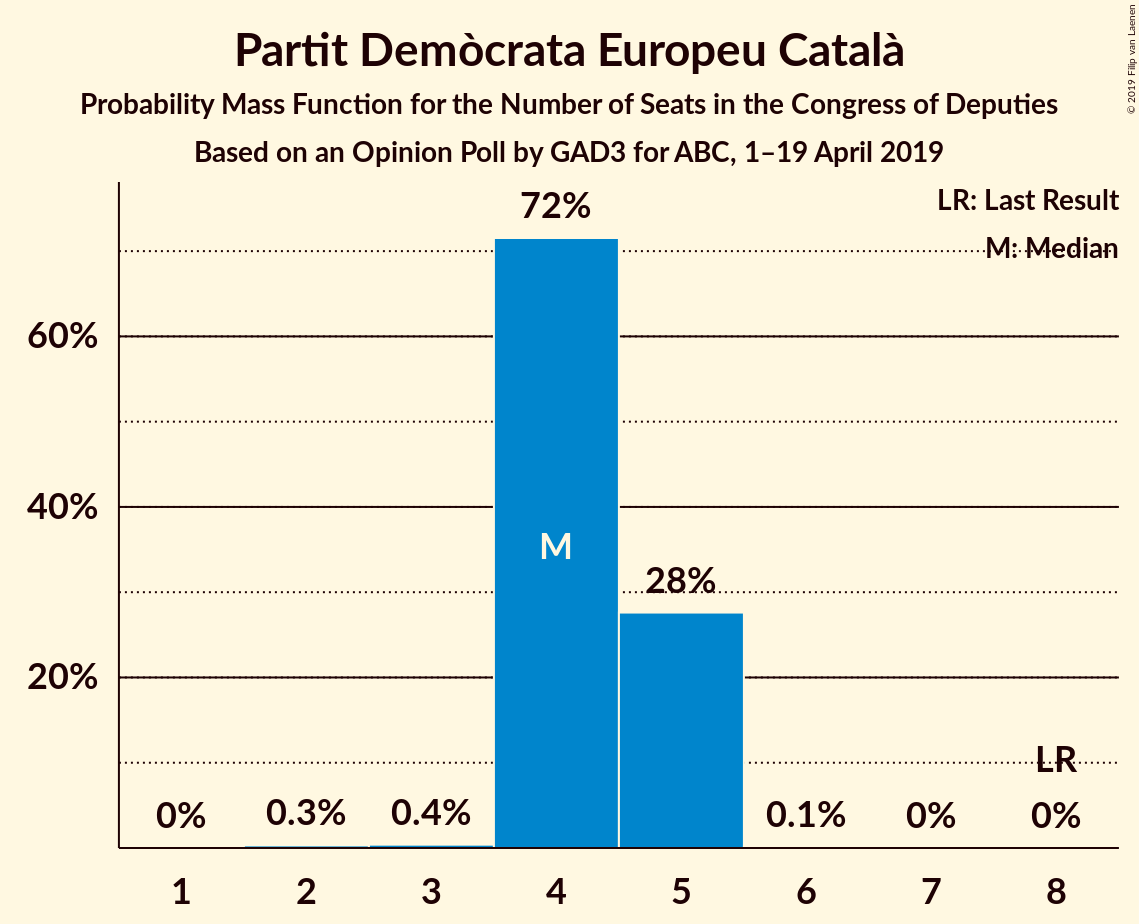 Partit Demòcrata Europeu Català
Probability Mass Function for the Number of Seats in the Congress of Deputies
Based on an Opinion Poll by GAD3 for ABC, 1–19 April 2019
© 2019 Filip van Laenen
LR: Last Result
M: Median
72%
60%
40%
M
28%
20%
LR
0% 0.3% 0.4% 0.1% 0% 0%
1 2 3 4 5 6 7 8